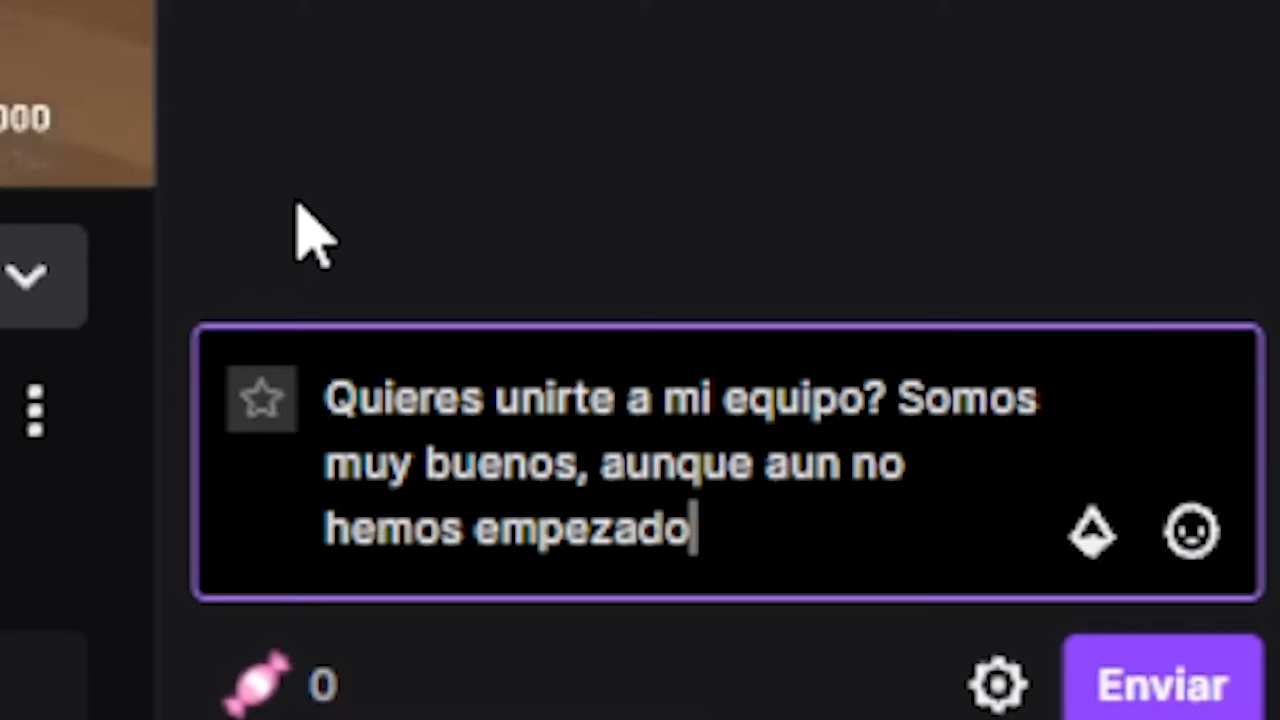 000
Quieres unirte a mi equipo? Somos
muy buenos, aunque aun no
hemos empezado
0
Enviar